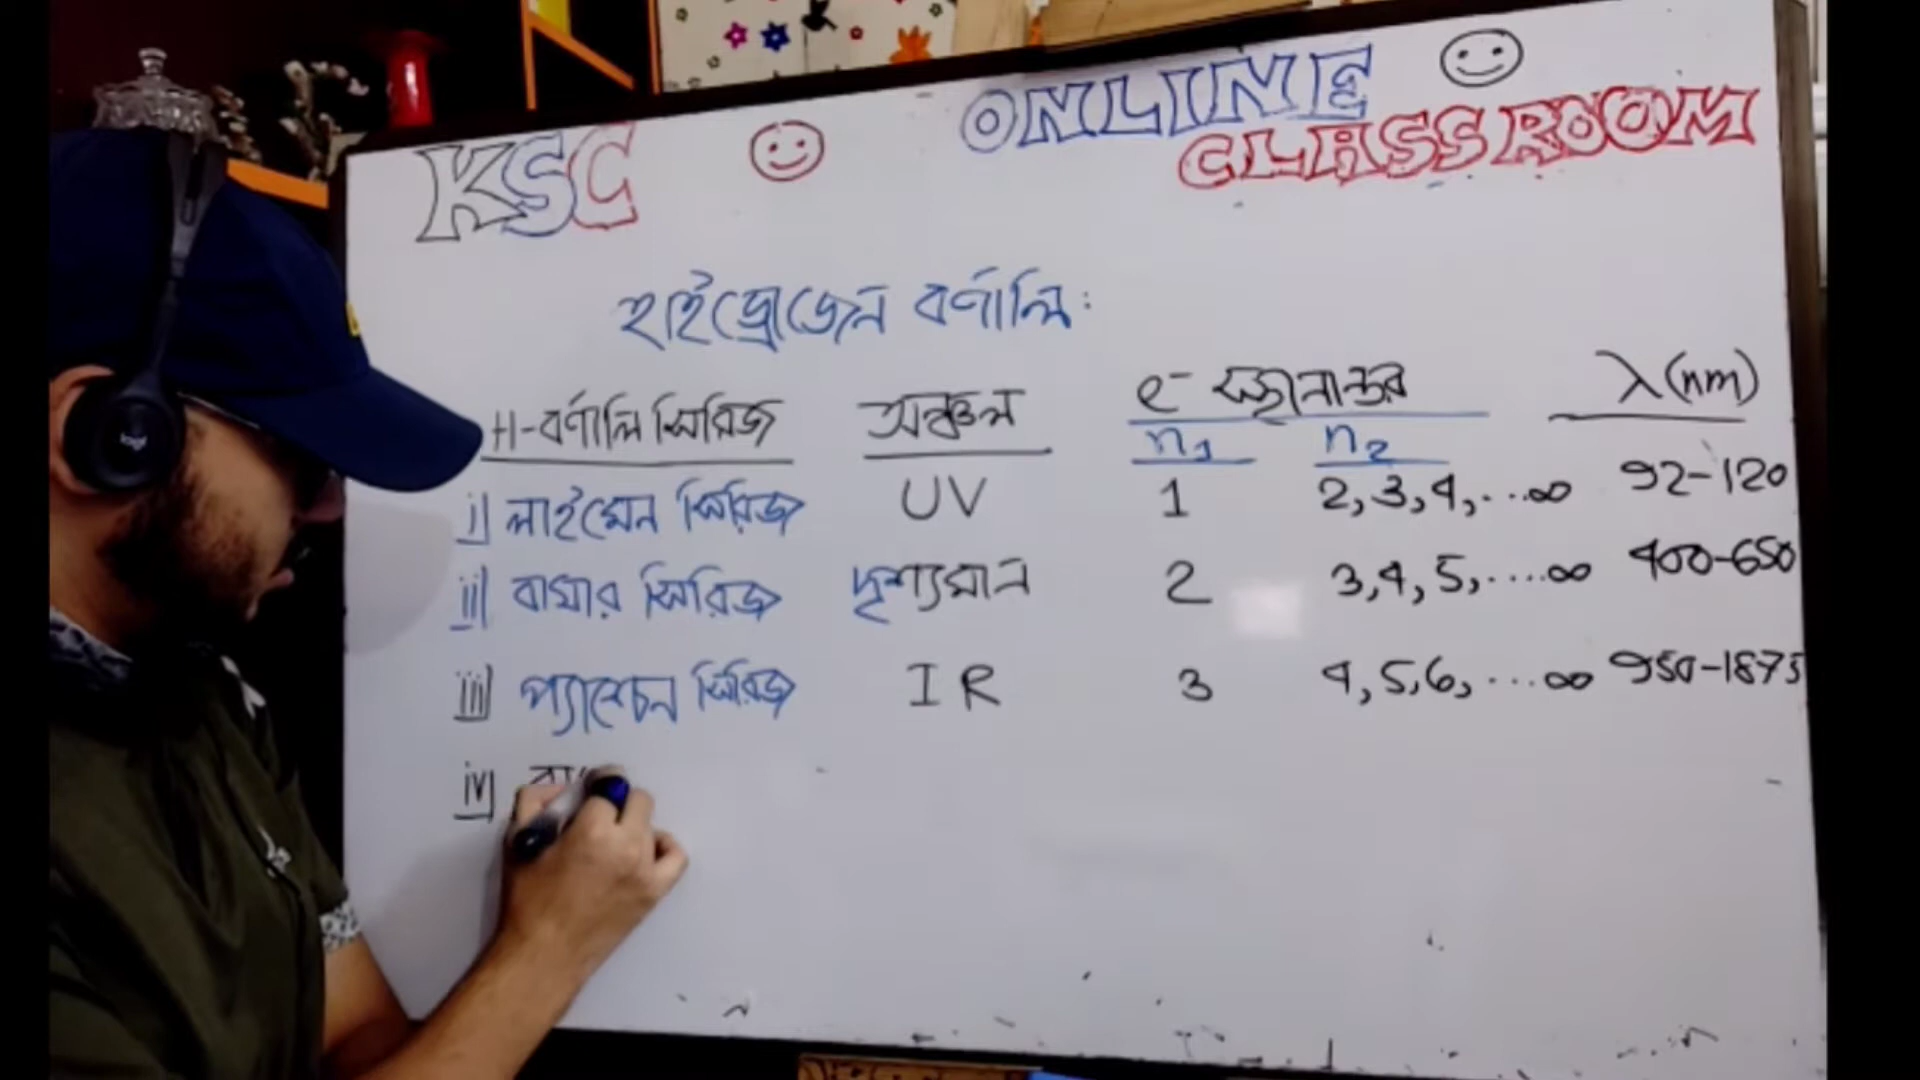 KSC ONLINE CLASSROOM
হাইড্রোজেন বর্ণালি:
H-বর্ণালি সিরিজ অঞ্চল e⁻ স্থানান্তর λ(nm)
n₁ n₂
i) লাইমেন সিরিজ UV 1 2,3,4,....∞ 92-120
ii) বামার সিরিজ দৃশ্যমান 2 3,4,5,.....∞ 400-650
iii) প্যাশ্চেন সিরিজ IR 3 4,5,6,....∞ 950-1875
iv)